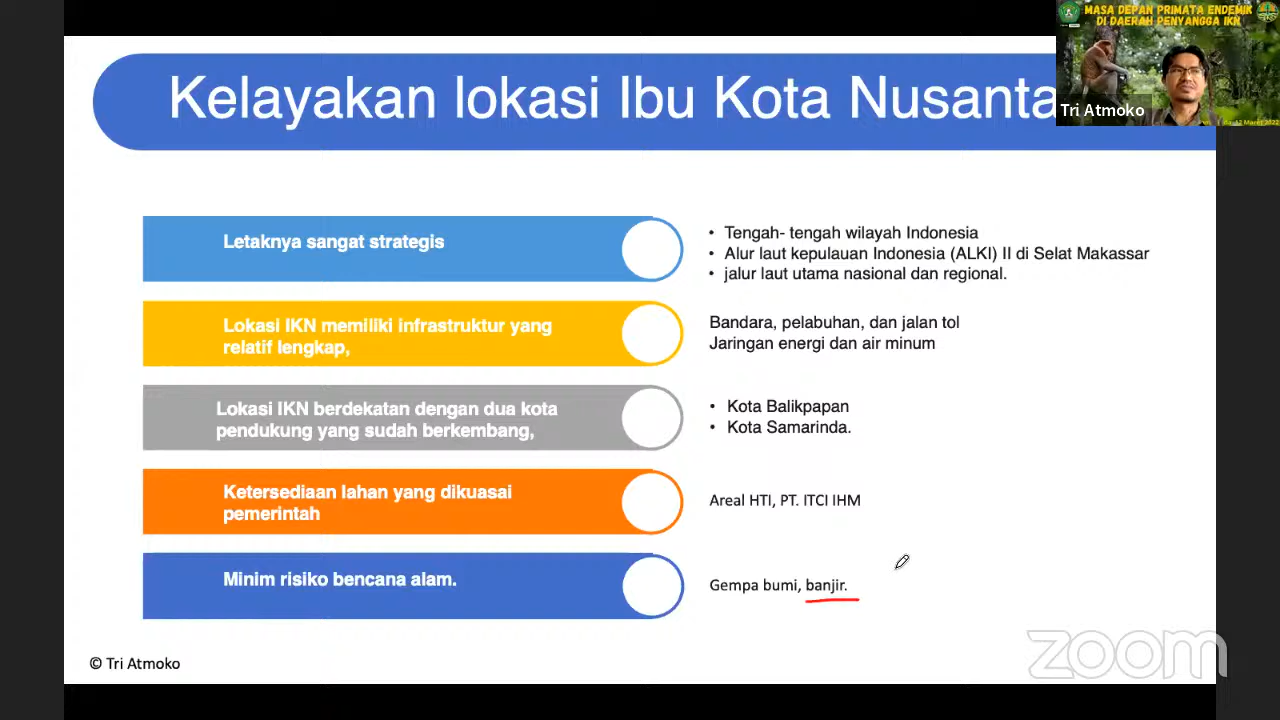 MASA DEPAN PRIMATA ENDEMIK
DI DAERAH PENYANGGA IKN
Kelayakan lokasi Ibu Kota Nusanta
Tri Atmoko
Letaknya sangat strategis
• Tengah- tengah wilayah Indonesia
• Alur laut kepulauan Indonesia (ALKI) II di Selat Makassar
• jalur laut utama nasional dan regional.
Lokasi IKN memiliki infrastruktur yang
relatif lengkap,
Bandara, pelabuhan, dan jalan tol
Jaringan energi dan air minum
Lokasi IKN berdekatan dengan dua kota
pendukung yang sudah berkembang,
• Kota Balikpapan
• Kota Samarinda.
Ketersediaan lahan yang dikuasai
pemerintah
Areal HTI, PT. ITCI IHM
Minim risiko bencana alam.
Gempa bumi, banjir.
© Tri Atmoko
zoom